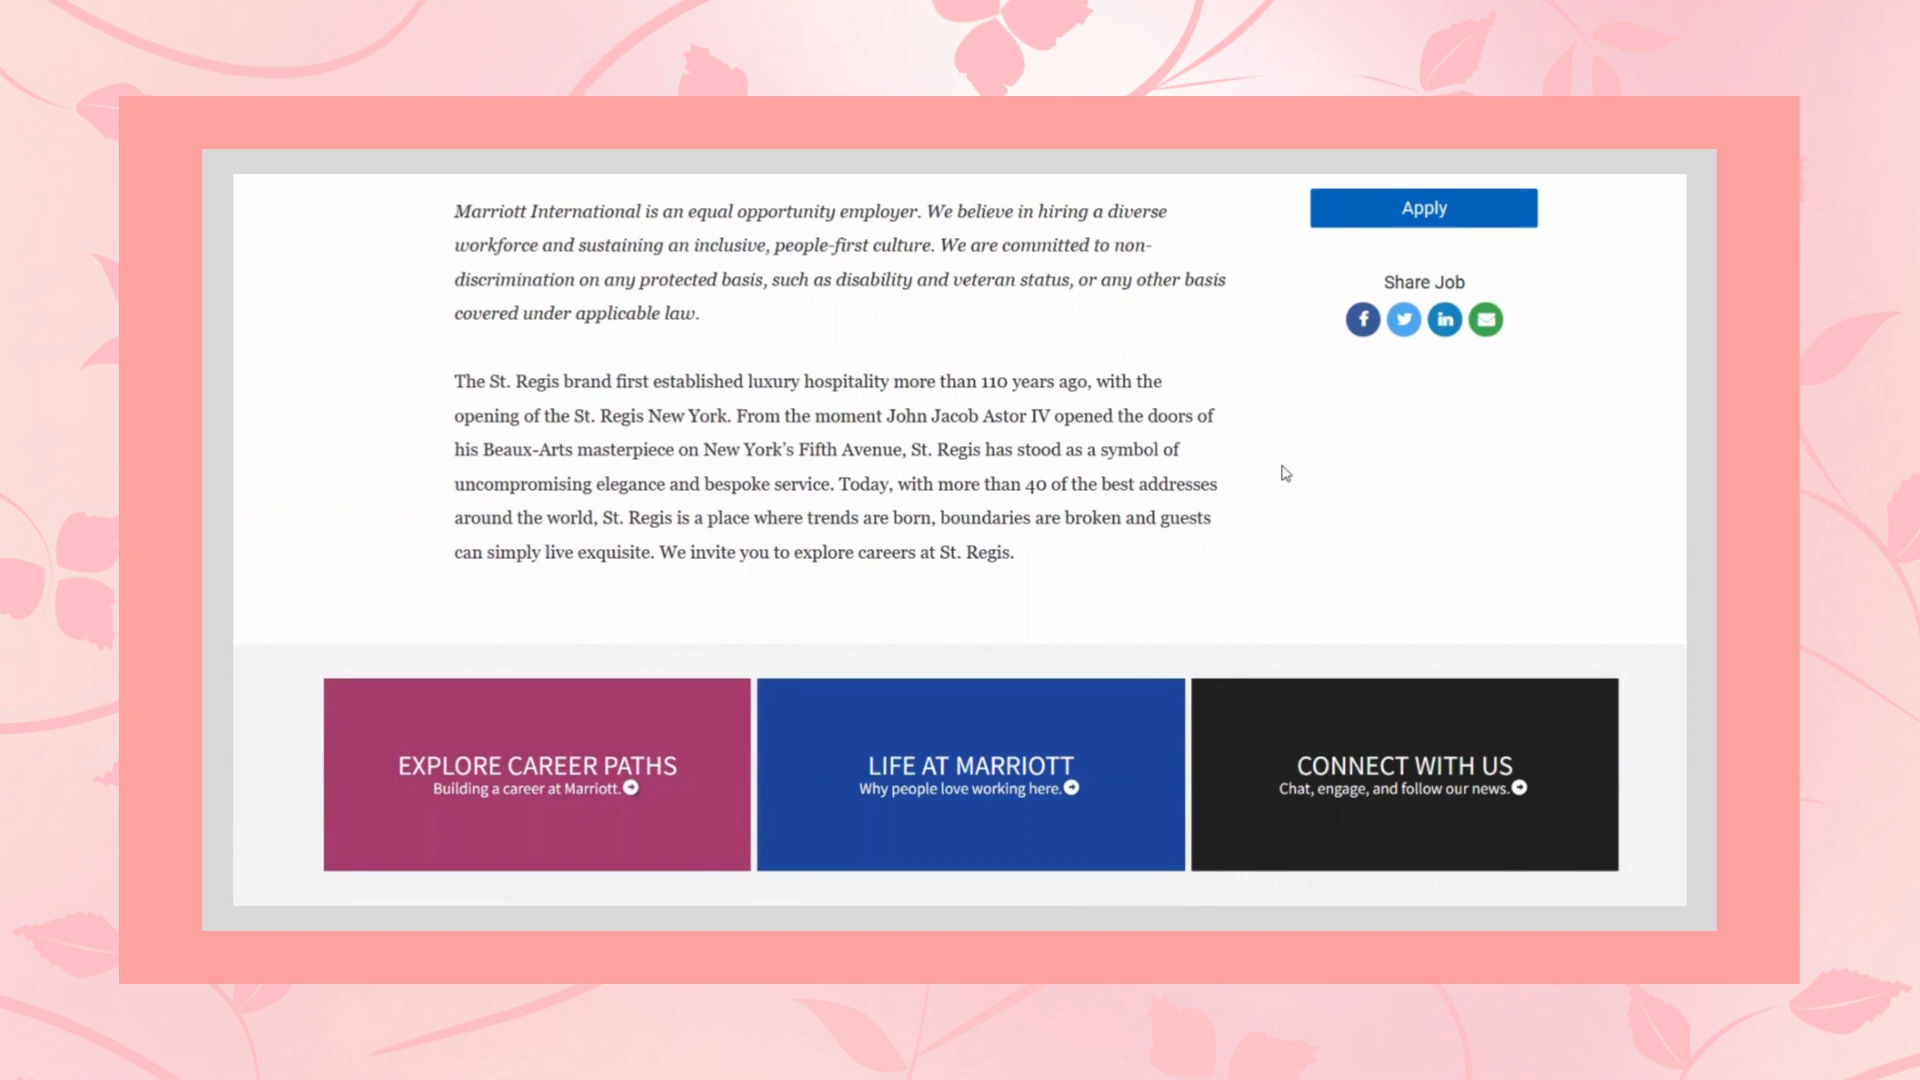 Marriott International is an equal opportunity employer. We believe in hiring a diverse
workforce and sustaining an inclusive, people-first culture. We are committed to non-
discrimination on any protected basis, such as disability and veteran status, or any other basis
covered under applicable law.
The St. Regis brand first established luxury hospitality more than 110 years ago, with the
opening of the St. Regis New York. From the moment John Jacob Astor IV opened the doors of
his Beaux-Arts masterpiece on New York's Fifth Avenue, St. Regis has stood as a symbol of
uncompromising elegance and bespoke service. Today, with more than 40 of the best addresses
around the world, St. Regis is a place where trends are born, boundaries are broken and guests
can simply live exquisite. We invite you to explore careers at St. Regis.
Apply
Share Job
EXPLORE CAREER PATHS
Building a career at Marriott.
LIFE AT MARRIOTT
Why people love working here.
CONNECT WITH US
Chat, engage, and follow our news.